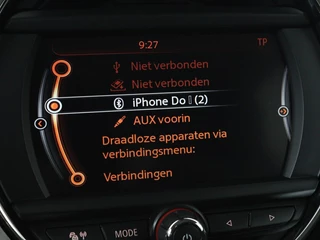 9:27
TP
Niet verbonden
Niet verbonden
iPhone Do (2)
AUX voorin
Draadloze apparaten via
verbindingsmenu:
Verbindingen
MODE